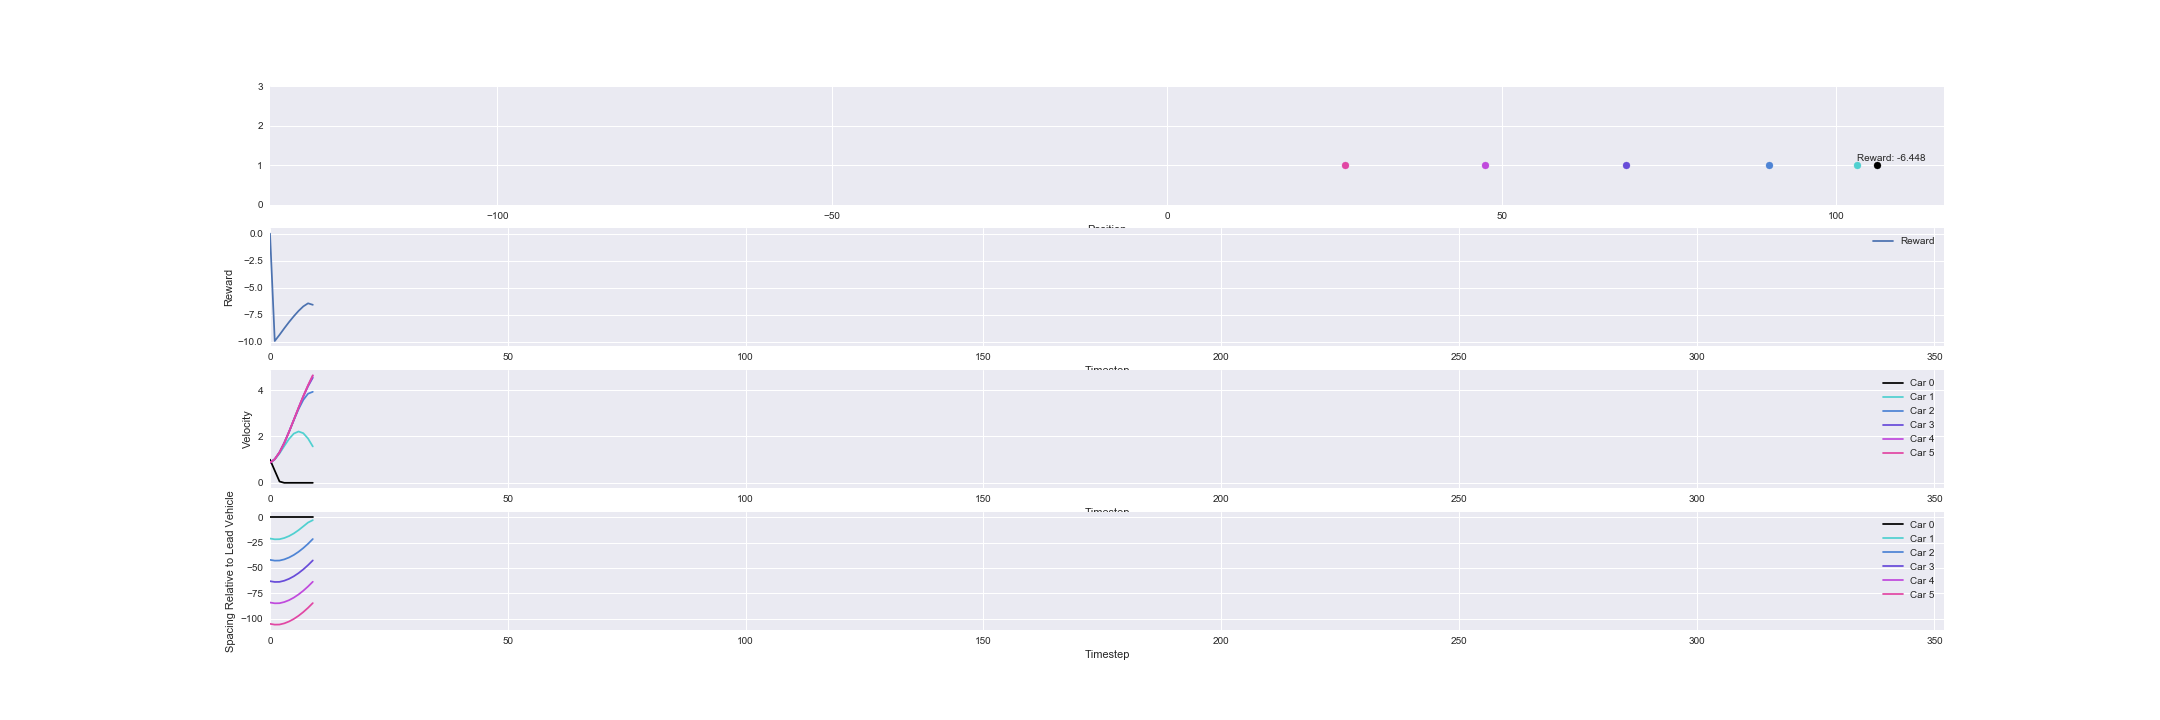 3
2
1
0
Reward: -6.448
−100
−50
0
50
100
Position
Reward
0.0
−2.5
−5.0
−7.5
−10.0
Reward
0
50
100
150
200
250
300
350
Timestep
Velocity
4
2
0
Car 0
Car 1
Car 2
Car 3
Car 4
Car 5
0
50
100
150
200
250
300
350
Timestep
Spacing Relative to Lead Vehicle
0
−25
−50
−75
−100
Car 0
Car 1
Car 2
Car 3
Car 4
Car 5
0
50
100
150
200
250
300
350
Timestep